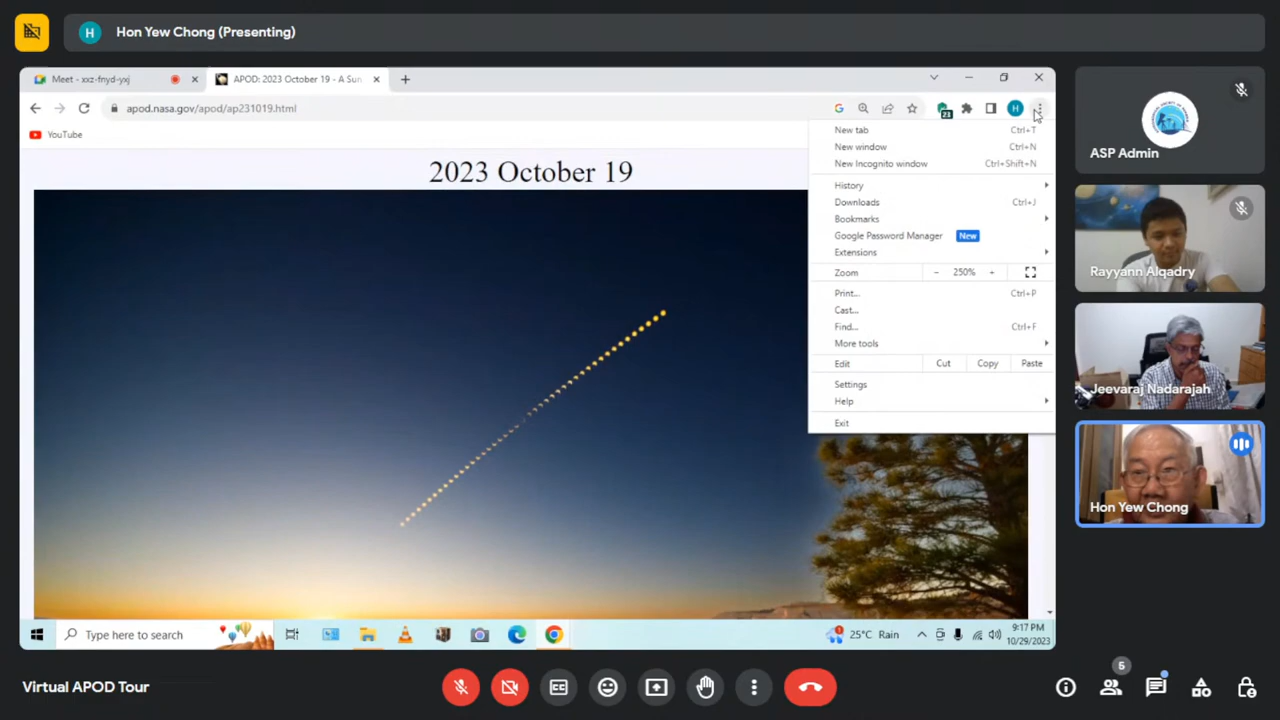 H Hon Yew Chong (Presenting)
Meet - xxz-fnyd-yxj
APOD: 2023 October 19 - A Sun
apod.nasa.gov/apod/ap231019.html
G
23
H
YouTube
2023 October 19
New tab Ctrl+T
New window Ctrl+N
New Incognito window Ctrl+Shift+N
History
Downloads Ctrl+J
Bookmarks
Google Password Manager New
Extensions
Zoom − 250% +
Print... Ctrl+P
Cast...
Find... Ctrl+F
More tools
Edit Cut Copy Paste
Settings
Help
Exit
ASP Admin
Rayyann Alqadry
Jeevaraj Nadarajah
Hon Yew Chong
Type here to search
25°C Rain
9:17 PM
10/29/2023
Virtual APOD Tour
5